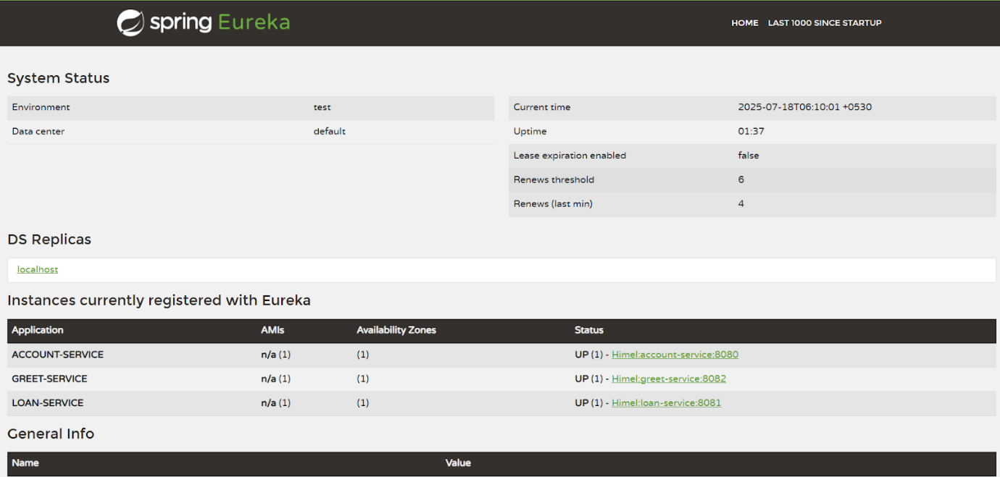 spring Eureka
HOME LAST 1000 SINCE STARTUP
System Status
Environment test
Data center default
Current time 2025-07-18T06:10:01 +0530
Uptime 01:37
Lease expiration enabled false
Renews threshold 6
Renews (last min) 4
DS Replicas
localhost
Instances currently registered with Eureka
Application AMIs Availability Zones Status
ACCOUNT-SERVICE n/a (1) (1) UP (1) - Himel:account-service:8080
GREET-SERVICE n/a (1) (1) UP (1) - Himel:greet-service:8082
LOAN-SERVICE n/a (1) (1) UP (1) - Himel:loan-service:8081
General Info
Name Value